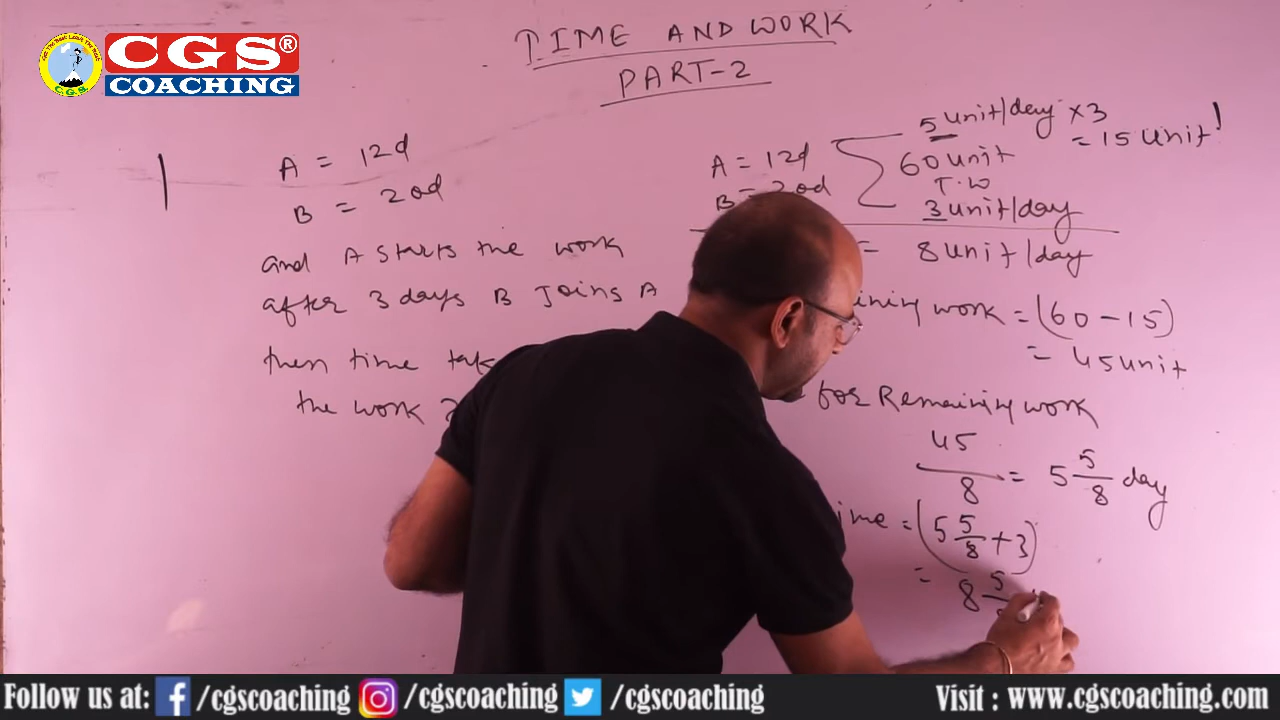 CGS®
COACHING
C.G.S.
TIME AND WORK
PART-2
A = 12d
B = 20d
and A starts the work
after 3 days B Joins A
then time
the work
5 unit/day × 3
= 15 unit
A = 12d
60 unit
T.W
B = 20d
3 unit/day
= 8 unit/day
work = (60 - 15)
= 45 unit
for Remaining work
45/8 = 5 5/8 day
= (5 5/8 + 3)
= 8 5
Follow us at: /cgscoaching /cgscoaching /cgscoaching Visit : www.cgscoaching.com